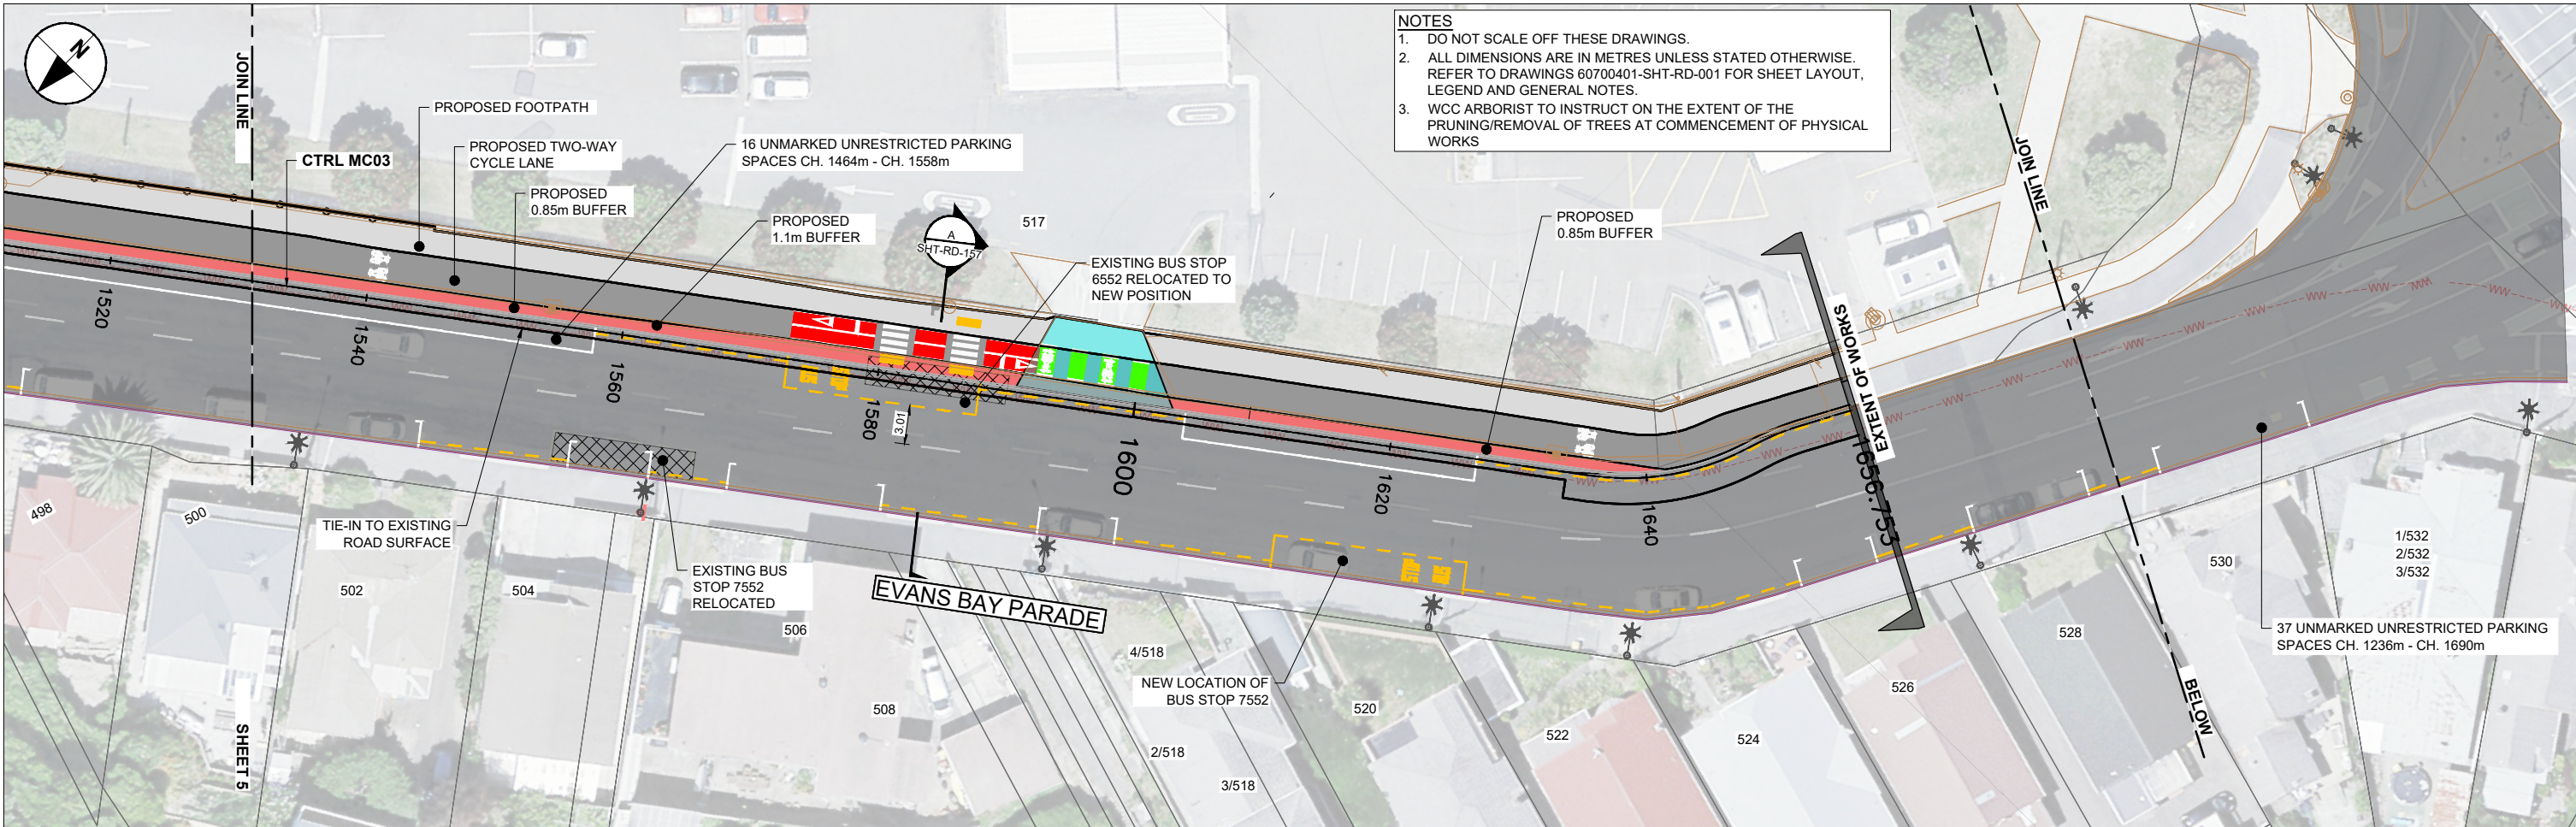 N
JOIN LINE
SHEET 5
PROPOSED FOOTPATH
CTRL MC03
PROPOSED TWO-WAY
CYCLE LANE
PROPOSED
0.85m BUFFER
16 UNMARKED UNRESTRICTED PARKING
SPACES CH. 1464m - CH. 1558m
PROPOSED
1.1m BUFFER
A
SHT-RD-157
517
EXISTING BUS STOP
6552 RELOCATED TO
NEW POSITION
NOTES
1. DO NOT SCALE OFF THESE DRAWINGS.
2. ALL DIMENSIONS ARE IN METRES UNLESS STATED OTHERWISE.
REFER TO DRAWINGS 60700401-SHT-RD-001 FOR SHEET LAYOUT,
LEGEND AND GENERAL NOTES.
3. WCC ARBORIST TO INSTRUCT ON THE EXTENT OF THE
PRUNING/REMOVAL OF TREES AT COMMENCEMENT OF PHYSICAL
WORKS
PROPOSED
0.85m BUFFER
EXTENT OF WORKS
JOIN LINE
BELOW
1520
1540
1560
1580
3.01
1600
1620
1640
1656.753
WW WW WW WW WW
498
500
502
504
506
508
TIE-IN TO EXISTING
ROAD SURFACE
EXISTING BUS
STOP 7552
RELOCATED
EVANS BAY PARADE
BUS
STOP
4/518
2/518
3/518
NEW LOCATION OF
BUS STOP 7552
520
522
524
526
528
530
1/532
2/532
3/532
37 UNMARKED UNRESTRICTED PARKING
SPACES CH. 1236m - CH. 1690m